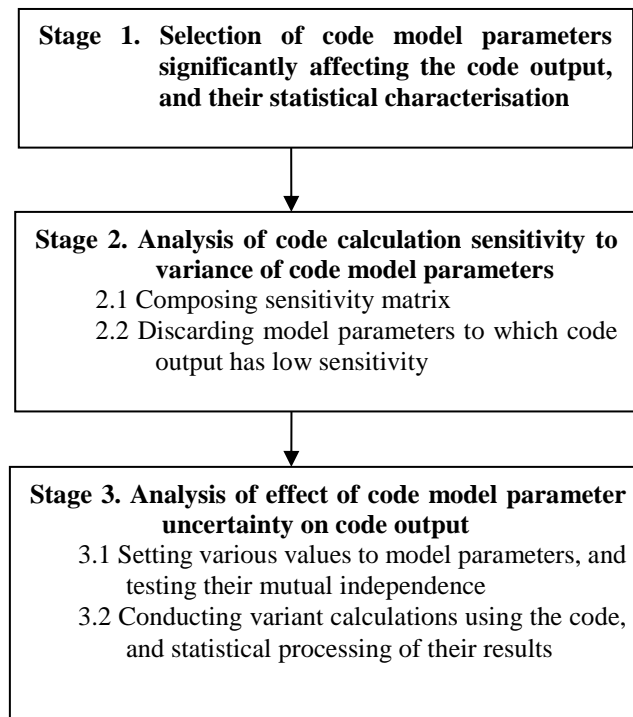 Stage 1. Selection of code model parameters
significantly affecting the code output,
and their statistical characterisation
Stage 2. Analysis of code calculation sensitivity to
variance of code model parameters
2.1 Composing sensitivity matrix
2.2 Discarding model parameters to which code
output has low sensitivity
Stage 3. Analysis of effect of code model parameter
uncertainty on code output
3.1 Setting various values to model parameters, and
testing their mutual independence
3.2 Conducting variant calculations using the code,
and statistical processing of their results